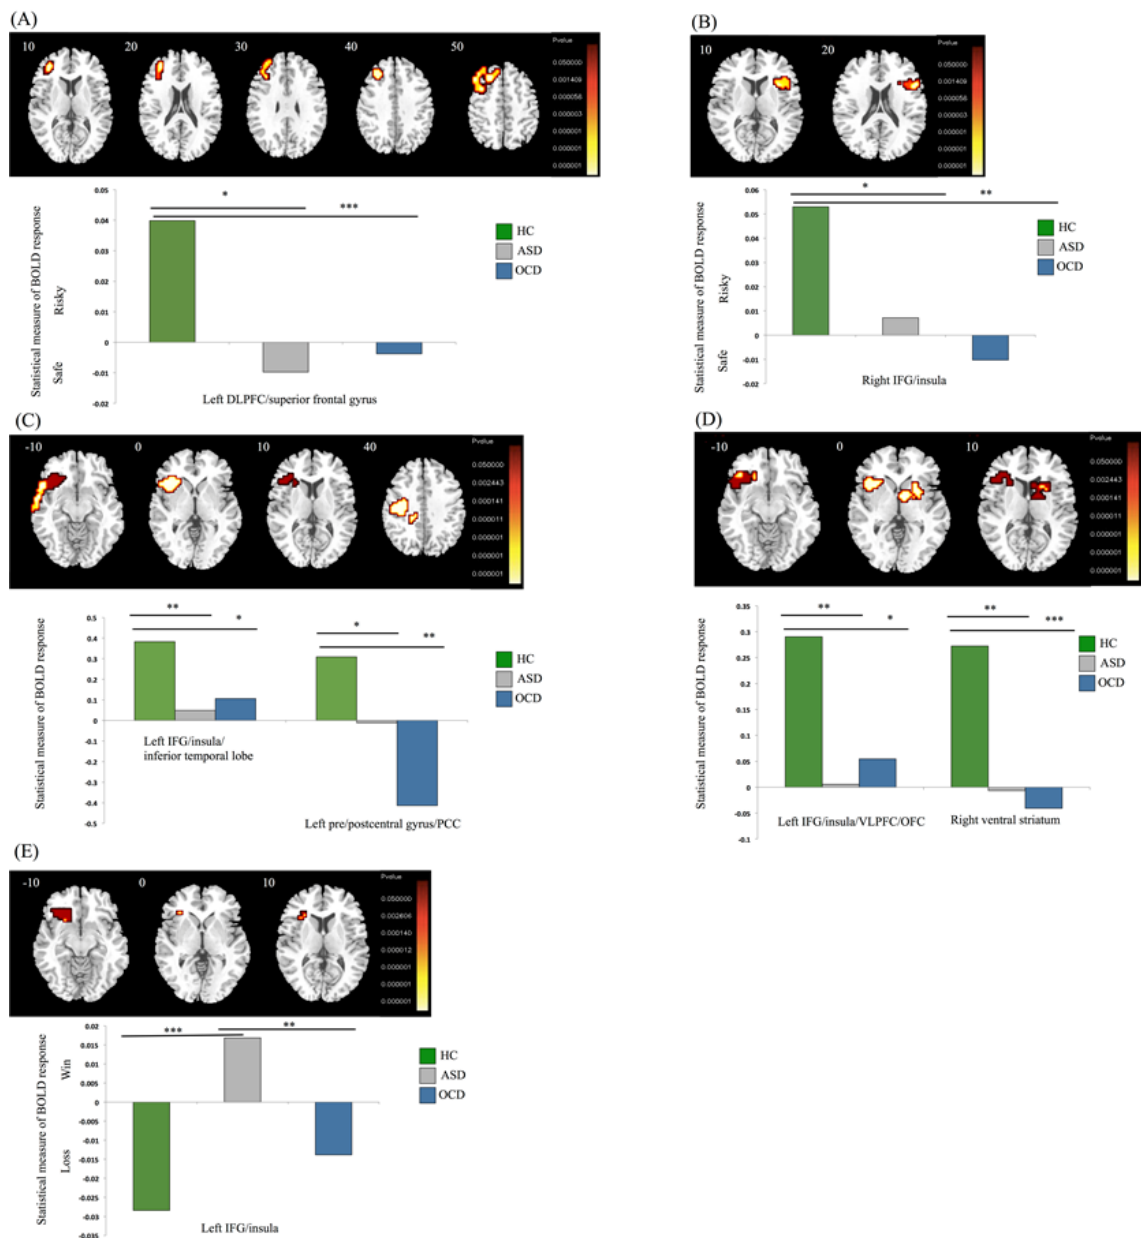 (A)
10 20 30 40 50
Pvalue
0.050000
0.001409
0.000056
0.000003
0.000001
0.000001
Statistical measure of BOLD response
Safe Risky
0.05
0.04
0.03
0.02
0.01
0
-0.01
-0.02
* ***
HC
ASD
OCD
Left DLPFC/superior frontal gyrus
(B)
10 20
Pvalue
0.050000
0.001409
0.000056
0.000003
0.000001
0.000001
Statistical measure of BOLD response
Safe Risky
0.06
0.05
0.04
0.03
0.02
0.01
0
-0.01
-0.02
* **
HC
ASD
OCD
Right IFG/insula
(C)
-10 0 10 40
Pvalue
0.050000
0.002443
0.000141
0.000011
0.000001
0.000001
Statistical measure of BOLD response
0.5
0.4
0.3
0.2
0.1
0
-0.1
-0.2
-0.3
-0.4
-0.5
** * * **
HC
ASD
OCD
Left IFG/insula/
inferior temporal lobe
Left pre/postcentral gyrus/PCC
(D)
-10 0 10
Pvalue
0.050000
0.002443
0.000141
0.000011
0.000001
0.000001
Statistical measure of BOLD response
0.35
0.3
0.25
0.2
0.15
0.1
0.05
0
-0.05
-0.1
** * ** ***
HC
ASD
OCD
Left IFG/insula/VLPFC/OFC
Right ventral striatum
(E)
-10 0 10
Pvalue
0.050000
0.002606
0.000140
0.000012
0.000001
0.000001
Statistical measure of BOLD response
Loss Win
0.02
0.015
0.01
0.005
0
-0.005
-0.01
-0.015
-0.02
-0.025
-0.03
-0.035
*** **
HC
ASD
OCD
Left IFG/insula